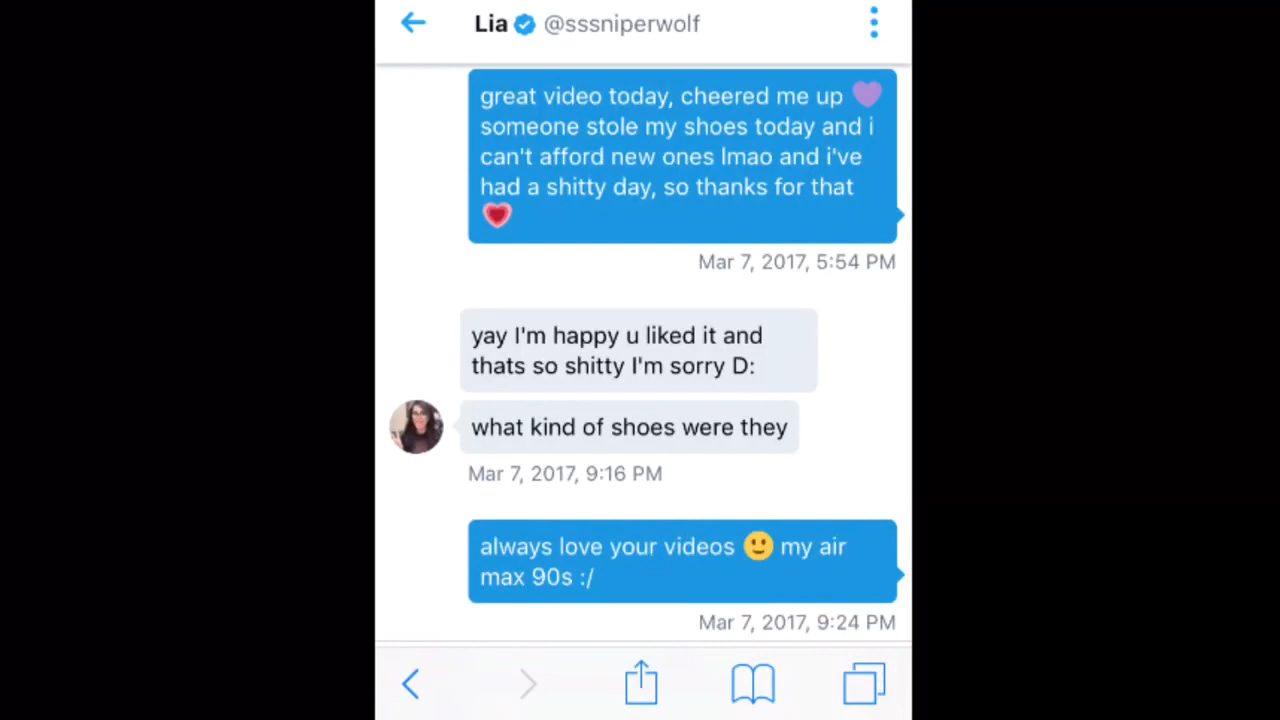 Lia @sssniperwolf
great video today, cheered me up 💜
someone stole my shoes today and i
can't afford new ones lmao and i've
had a shitty day, so thanks for that
💗
Mar 7, 2017, 5:54 PM
yay I'm happy u liked it and
thats so shitty I'm sorry D:
what kind of shoes were they
Mar 7, 2017, 9:16 PM
always love your videos 🙂 my air
max 90s :/
Mar 7, 2017, 9:24 PM